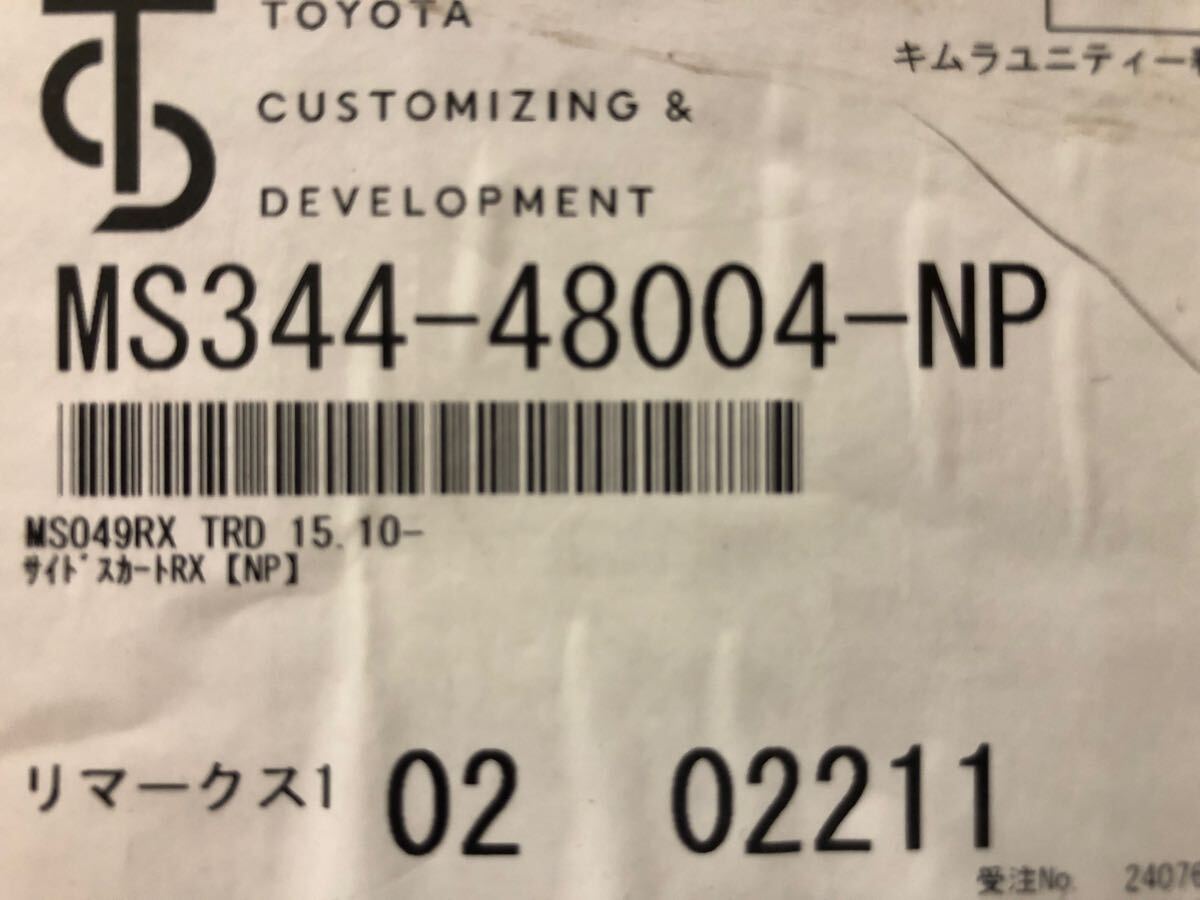 TOYOTA
キムラユニティー
CUSTOMIZING &
DEVELOPMENT
MS344-48004-NP
MS049RX TRD 15.10-
ｻｲﾄﾞｽｶｰﾄRX【NP】
リマークス1 02 02211
受注No. 24076